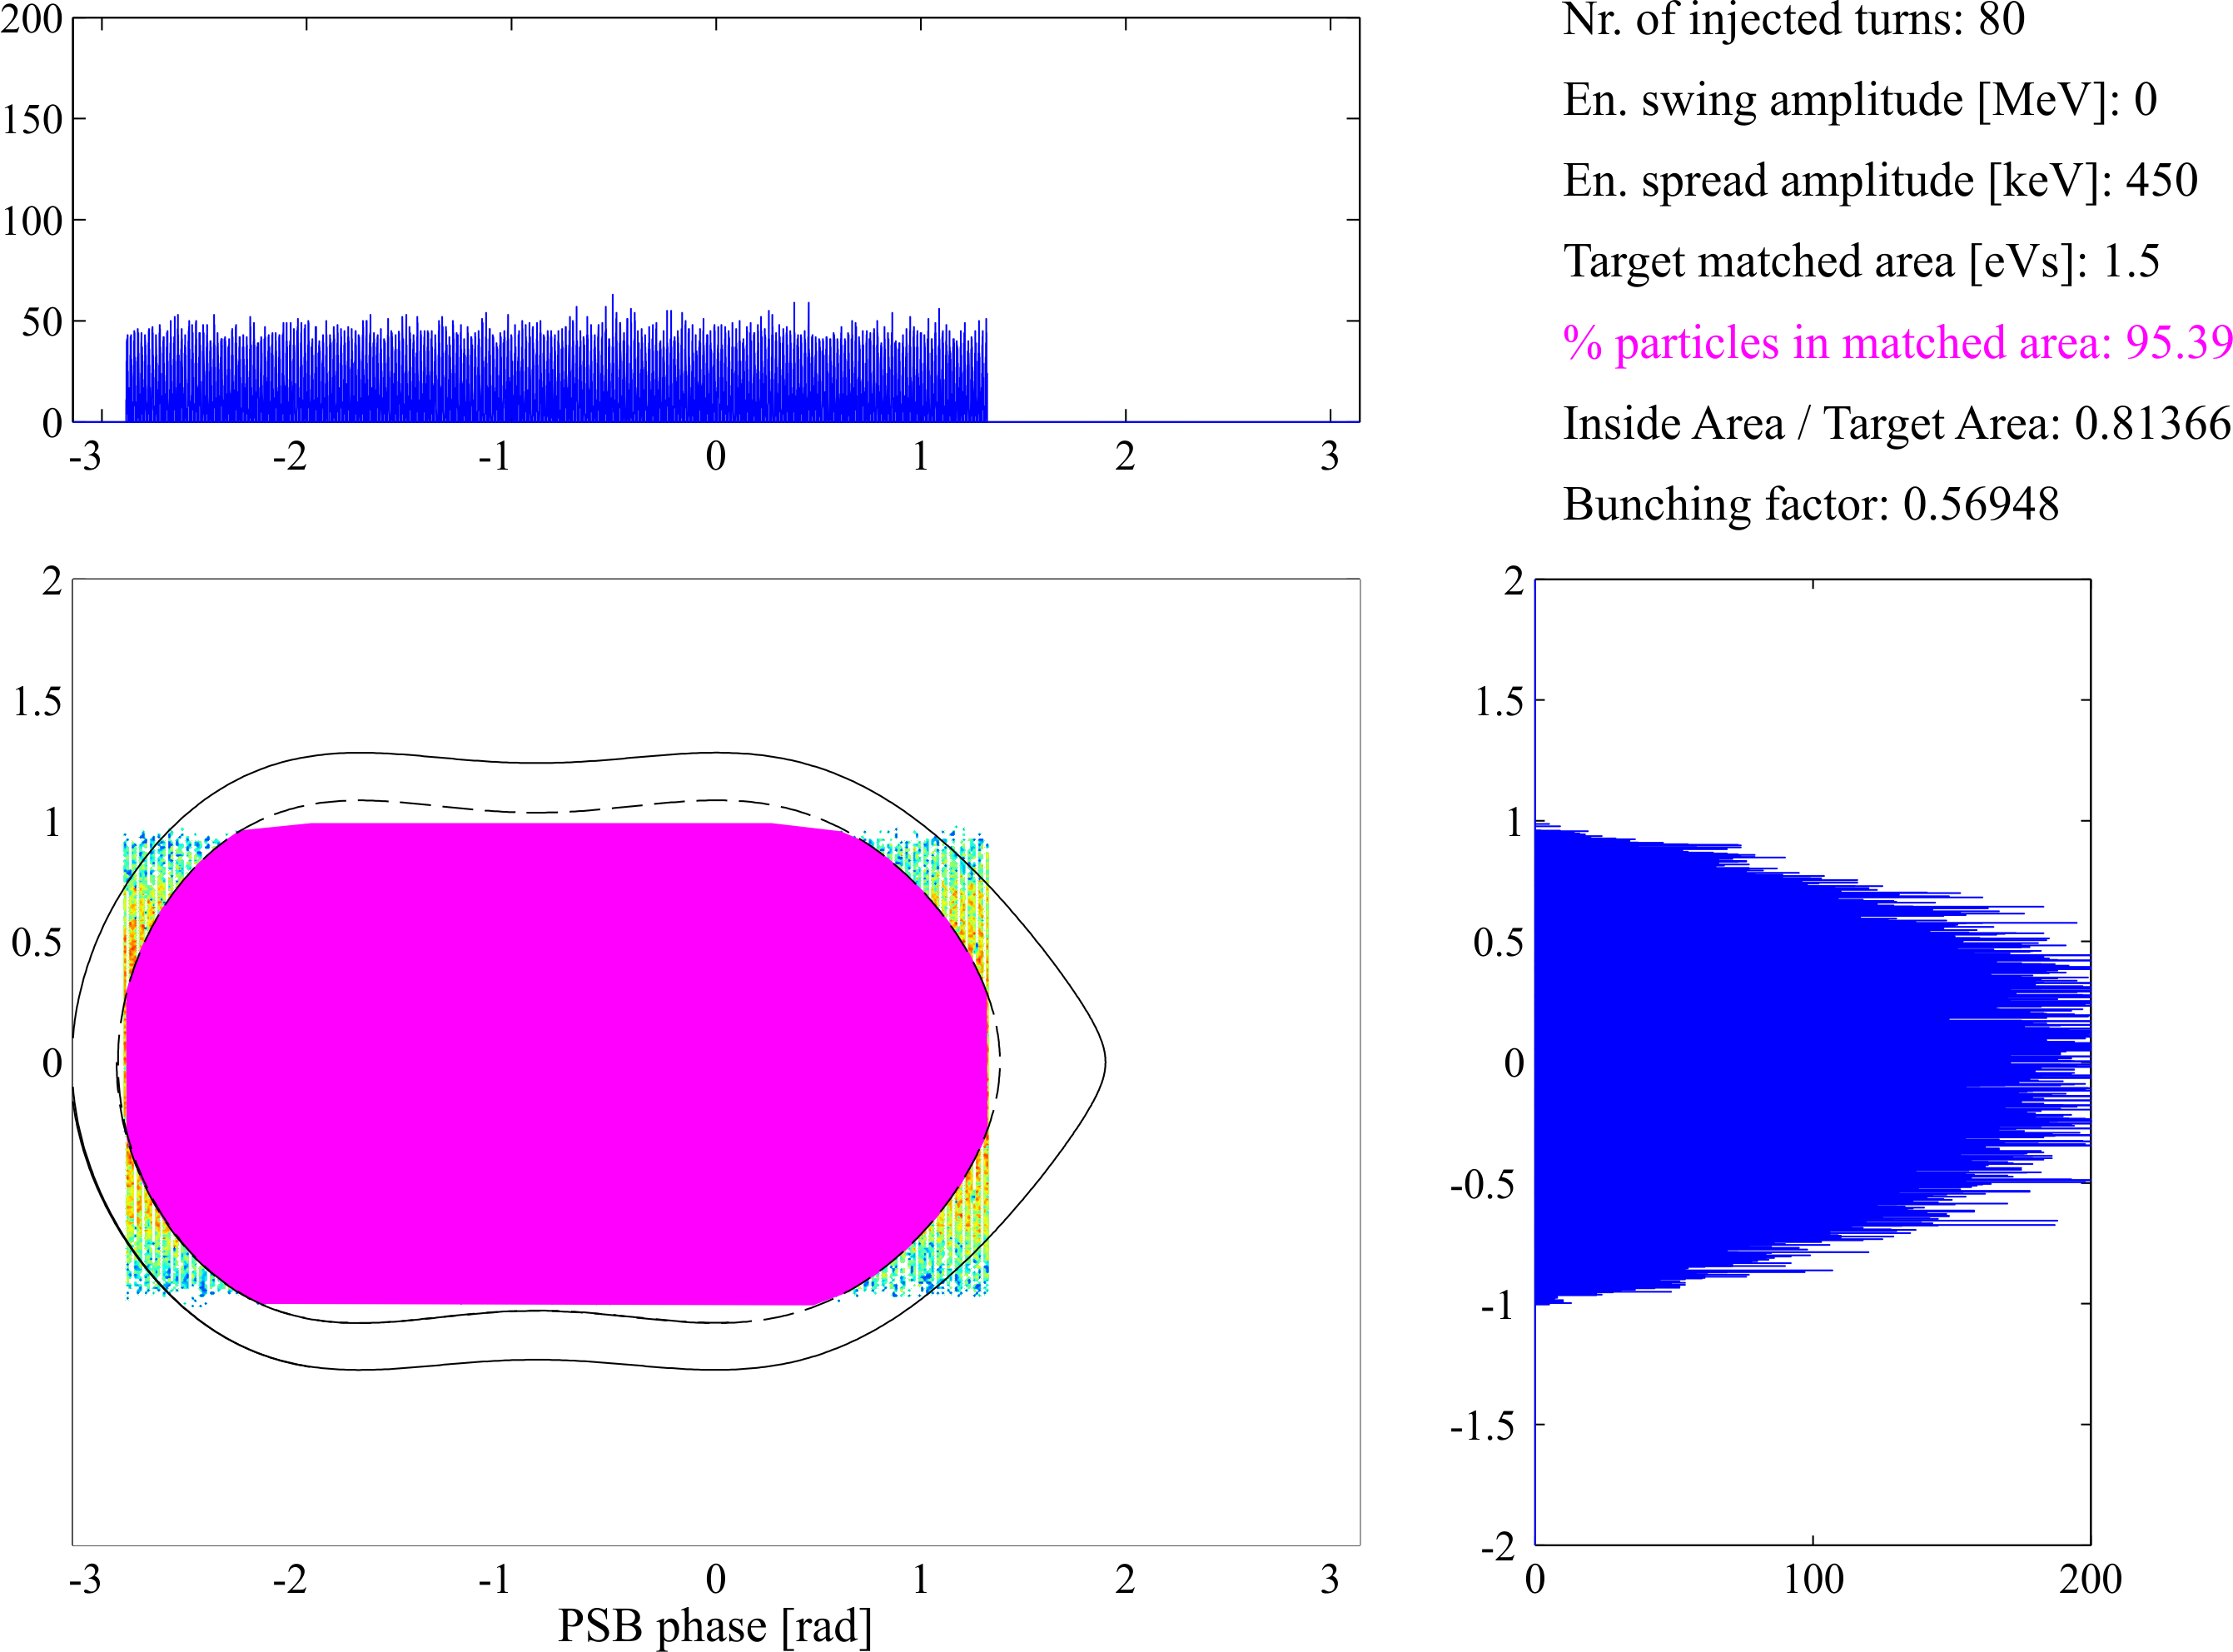 200
150
100
50
0
-3 -2 -1 0 1 2 3
Nr. of injected turns: 80
En. swing amplitude [MeV]: 0
En. spread amplitude [keV]: 450
Target matched area [eVs]: 1.5
% particles in matched area: 95.39
Inside Area / Target Area: 0.81366
Bunching factor: 0.56948
2
1.5
1
0.5
0
-3 -2 -1 0 1 2 3
PSB phase [rad]
2
1.5
1
0.5
0
-0.5
-1
-1.5
-2
0 100 200